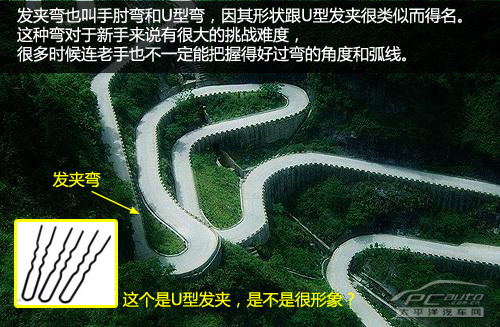 发夹弯也叫手肘弯和U型弯，因其形状跟U型发夹很类似而得名。
这种弯对于新手来说有很大的挑战难度，
很多时候连老手也不一定能把握得好过弯的角度和弧线。
发夹弯
这个是U型发夹，是不是很形象？
PCauto
.com.cn
太平洋汽车网